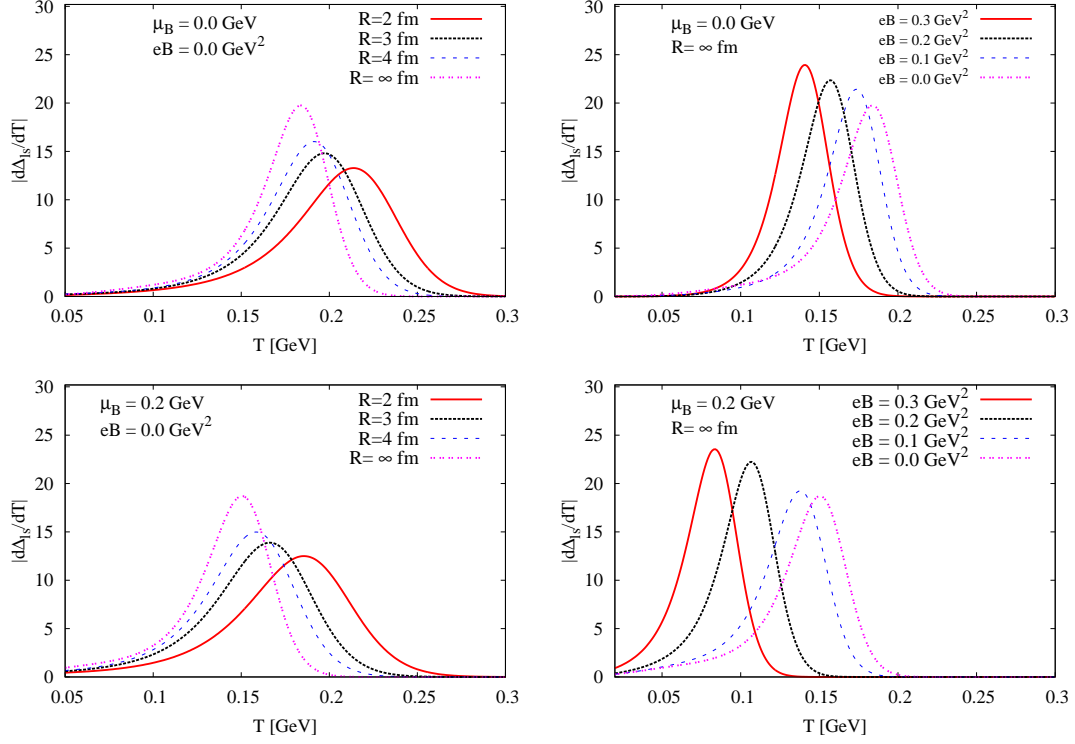 μ_B = 0.0 GeV
eB = 0.0 GeV²
R=2 fm
R=3 fm
R=4 fm
R= ∞ fm
|dΔ_ls/dT|
30
25
20
15
10
5
0
0.05 0.1 0.15 0.2 0.25 0.3
T [GeV]
μ_B = 0.0 GeV
R= ∞ fm
eB = 0.3 GeV²
eB = 0.2 GeV²
eB = 0.1 GeV²
eB = 0.0 GeV²
|dΔ_ls/dT|
30
25
20
15
10
5
0
0.05 0.1 0.15 0.2 0.25 0.3
T [GeV]
μ_B = 0.2 GeV
eB = 0.0 GeV²
R=2 fm
R=3 fm
R=4 fm
R= ∞ fm
|dΔ_ls/dT|
30
25
20
15
10
5
0
0.05 0.1 0.15 0.2 0.25 0.3
T [GeV]
μ_B = 0.2 GeV
R= ∞ fm
eB = 0.3 GeV²
eB = 0.2 GeV²
eB = 0.1 GeV²
eB = 0.0 GeV²
|dΔ_ls/dT|
30
25
20
15
10
5
0
0.05 0.1 0.15 0.2 0.25 0.3
T [GeV]